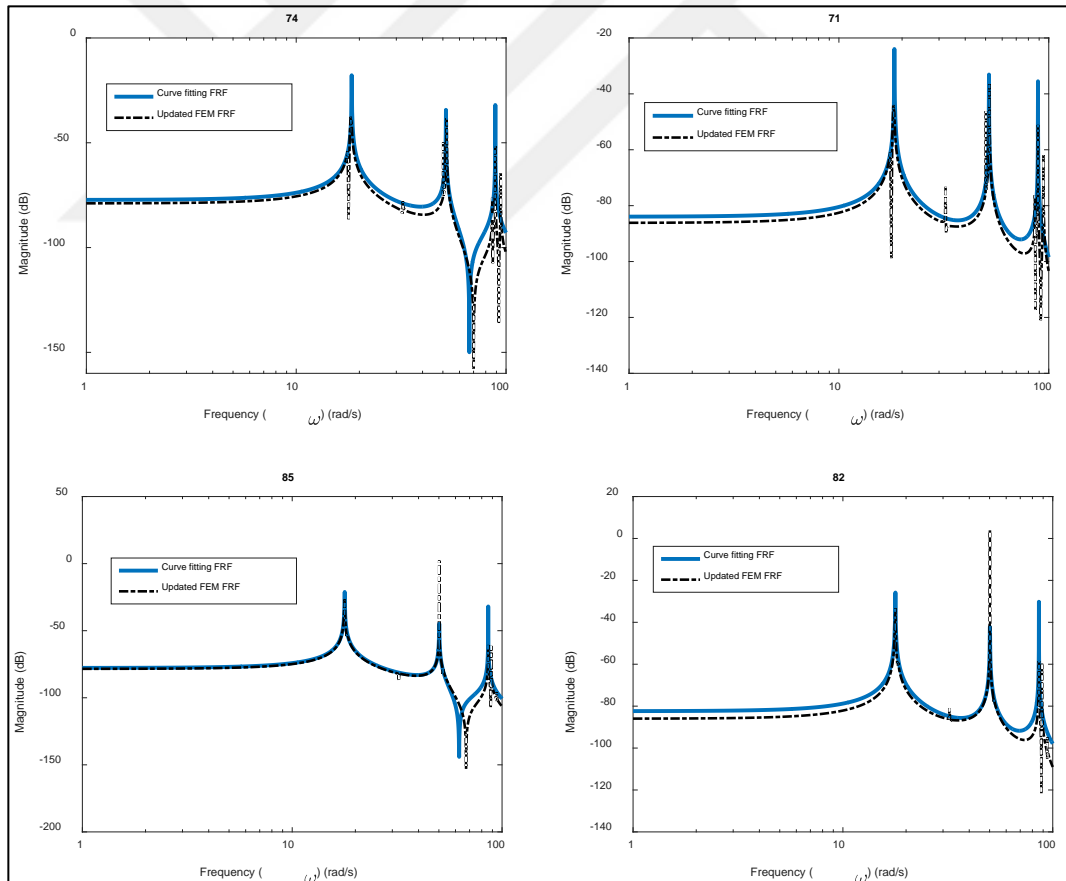 74
0
-50
-100
-150
Magnitude (dB)
Curve fitting FRF
Updated FEM FRF
1
10
100
Frequency ( ω) (rad/s)
71
-20
-40
-60
-80
-100
-120
-140
Magnitude (dB)
Curve fitting FRF
Updated FEM FRF
1
10
100
Frequency ( ω) (rad/s)
85
50
0
-50
-100
-150
-200
Magnitude (dB)
Curve fitting FRF
Updated FEM FRF
1
10
100
Frequency ( ω) (rad/s)
82
20
0
-20
-40
-60
-80
-100
-120
-140
Magnitude (dB)
Curve fitting FRF
Updated FEM FRF
1
10
100
Frequency ( ω) (rad/s)